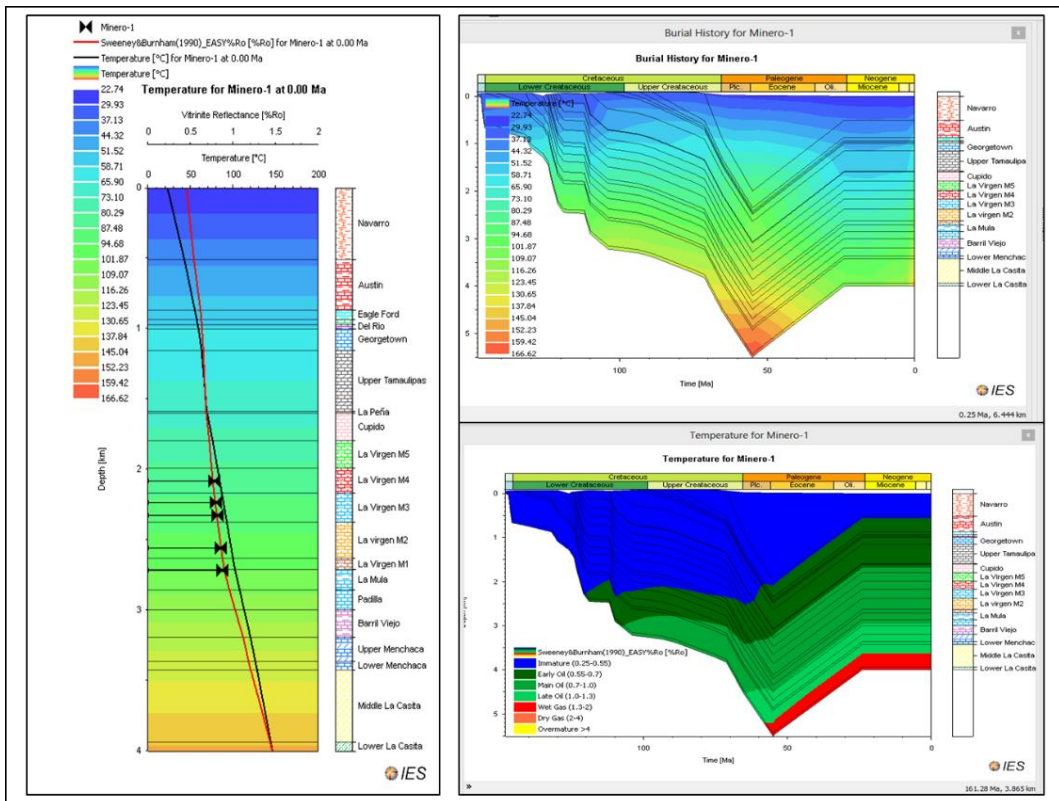 Minero-1
Sweeney&Burnham(1990)_EASY%Ro [%Ro] for Minero-1 at 0.00 Ma
Temperature [°C] for Minero-1 at 0.00 Ma
Temperature [°C]
22.74
29.93
37.13
44.32
51.52
58.71
65.90
73.10
80.29
87.48
94.68
101.87
109.07
116.26
123.45
130.65
137.84
145.04
152.23
159.42
166.62
Temperature for Minero-1 at 0.00 Ma
Vitrinite Reflectance [%Ro]
0 1 2
Temperature [°C]
0 50 100 150 200
Depth [km]
0
1
2
3
4
Navarro
Austin
Eagle Ford
Del Rio
Georgetown
Upper Tamaulipas
La Peña
Cupido
La Virgen M5
La Virgen M4
La Virgen M3
La virgen M2
La Virgen M1
La Mula
Padilla
Barril Viejo
Upper Menchaca
Lower Menchaca
Middle La Casita
Lower La Casita
IES
Burial History for Minero-1
x
Burial History for Minero-1
Cretaceous Paleogene Neogene
Lower Creataceous Upper Creataceous Plc. Eocene Oli. Miocene
Temperature [°C]
22.74
29.93
37.13
44.32
51.52
58.71
65.90
73.10
80.29
87.48
94.68
101.87
109.07
116.26
123.45
130.65
137.84
145.04
152.23
159.42
166.62
0
1
2
3
4
5
100 50 0
Time [Ma]
Navarro
Austin
Georgetown
Upper Tamaulipa
Cupido
La Virgen M5
La Virgen M4
La Virgen M3
La virgen M2
La Mula
Barril Viejo
Lower Menchac
Middle La Casita
Lower La Casita
IES
0.25 Ma, 6.444 km
Temperature for Minero-1
x
Temperature for Minero-1
Cretaceous Paleogene Neogene
Lower Creataceous Upper Creataceous Plc. Eocene Oli. Miocene
0
1
2
3
4
5
Sweeney&Burnham(1990)_EASY%Ro [%Ro]
Immature (0.25-0.55)
Early Oil (0.55-0.7)
Main Oil (0.7-1.0)
Late Oil (1.0-1.3)
Wet Gas (1.3-2)
Dry Gas (2-4)
Overmature >4
100 50 0
Time [Ma]
Navarro
Austin
Georgetown
Upper Tamaulipa
Cupido
La Virgen M5
La Virgen M4
La Virgen M3
La virgen M2
La Mula
Barril Viejo
Lower Menchac
Middle La Casita
Lower La Casita
IES
»
161.28 Ma, 3.865 km